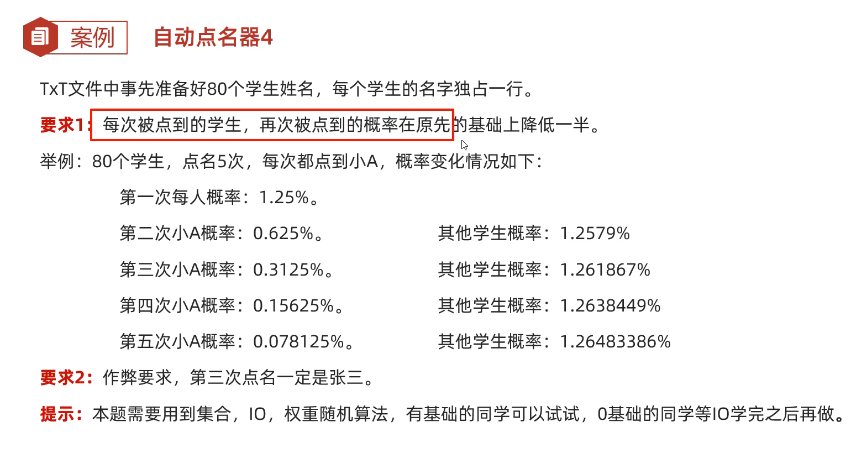 案例 自动点名器4
TxT文件中事先准备好80个学生姓名，每个学生的名字独占一行。
要求1：每次被点到的学生，再次被点到的概率在原先的基础上降低一半。
举例：80个学生，点名5次，每次都点到小A，概率变化情况如下：
第一次每人概率：1.25%。
第二次小A概率：0.625%。 其他学生概率：1.2579%
第三次小A概率：0.3125%。 其他学生概率：1.261867%
第四次小A概率：0.15625%。 其他学生概率：1.2638449%
第五次小A概率：0.078125%。 其他学生概率：1.26483386%
要求2：作弊要求，第三次点名一定是张三。
提示：本题需要用到集合，IO，权重随机算法，有基础的同学可以试试，0基础的同学等IO学完之后再做。